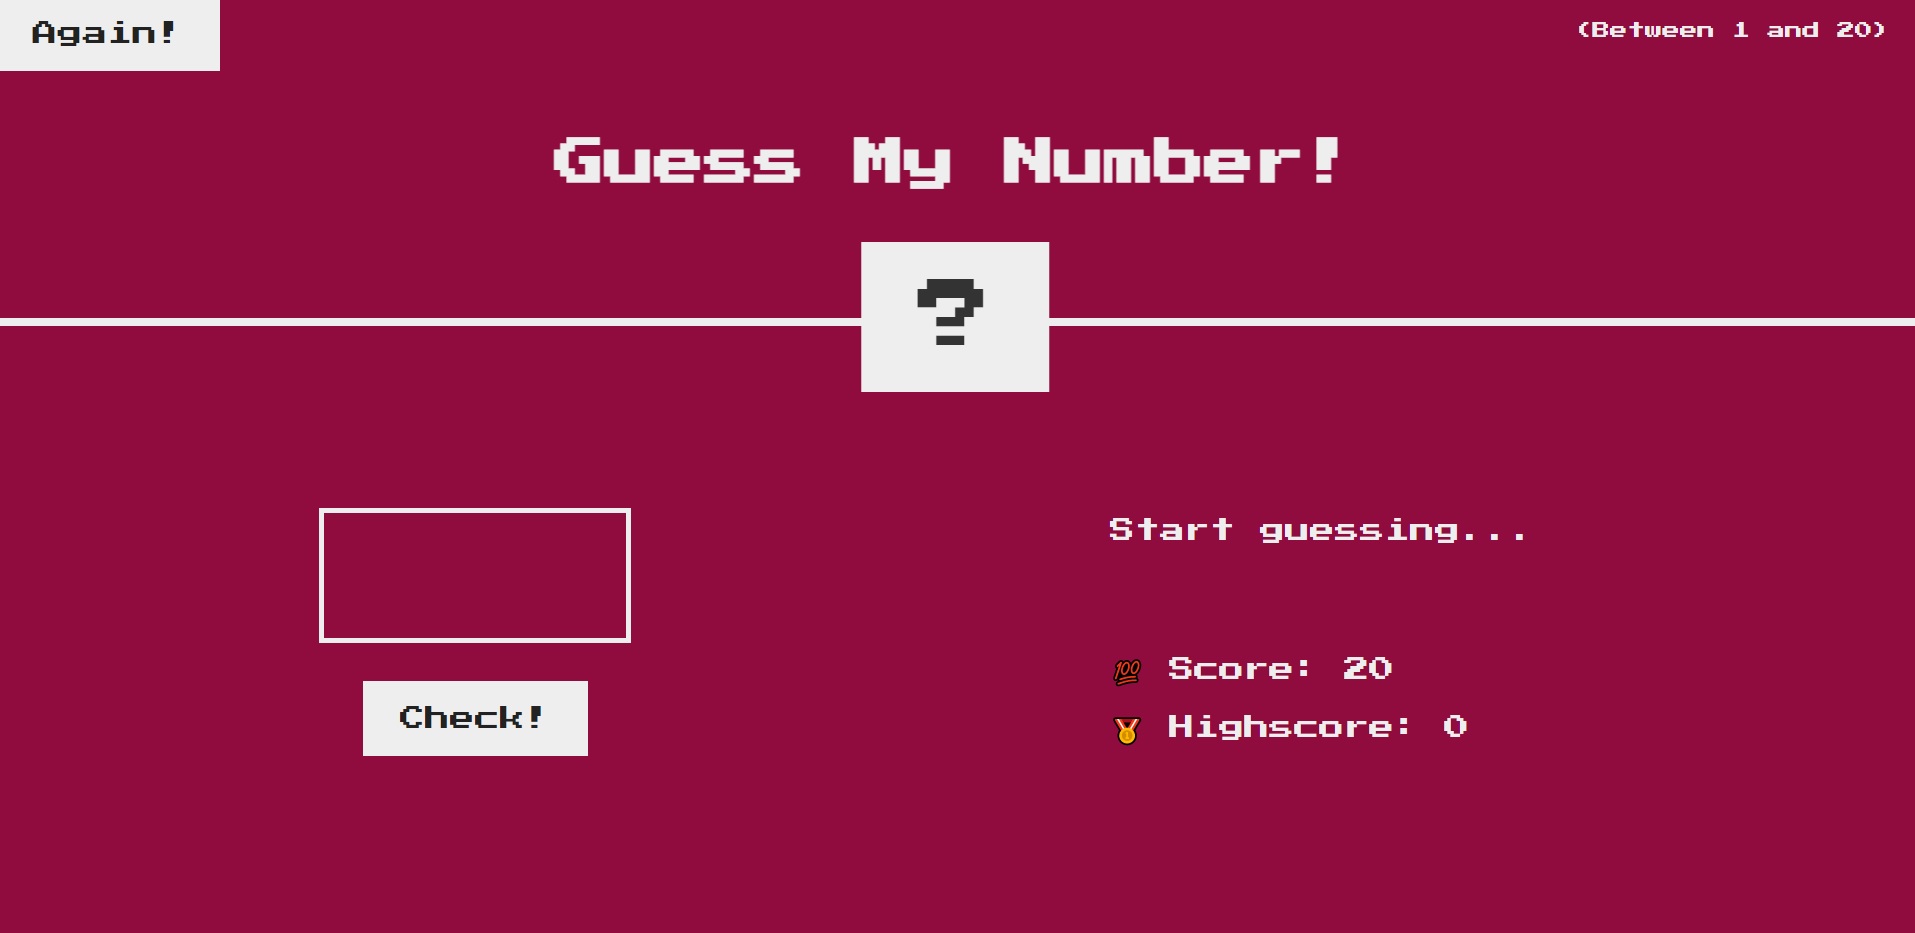 Again!
(Between 1 and 20)
Guess My Number!
?
Start guessing...
💯 Score: 20
Check!
🥇 Highscore: 0